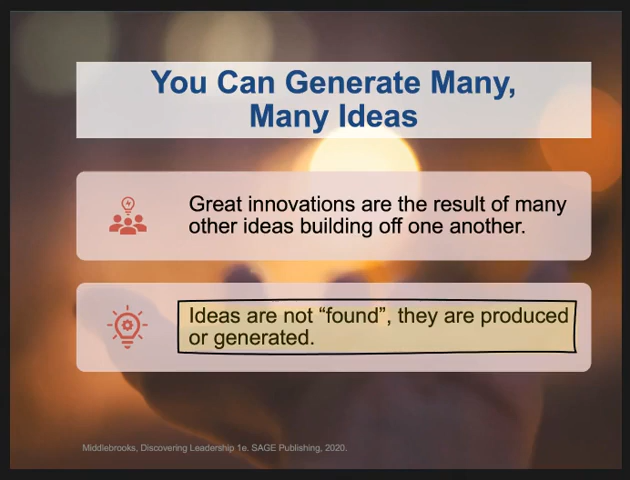 You Can Generate Many,
Many Ideas
Great innovations are the result of many
other ideas building off one another.
Ideas are not “found”, they are produced
or generated.
Middlebrooks, Discovering Leadership 1e. SAGE Publishing, 2020.